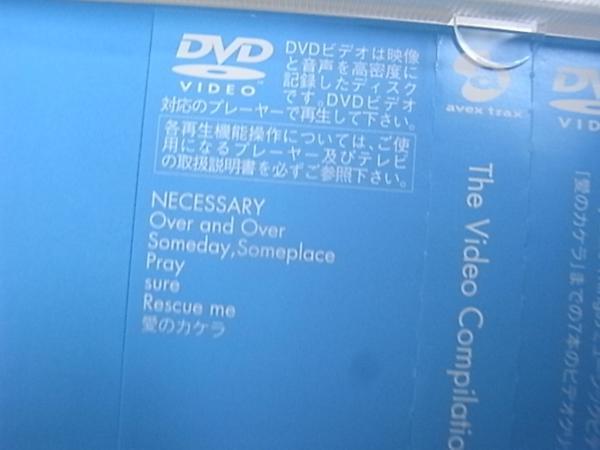 DVD
VIDEO
DVDビデオは映像
と音声を高密度に
記録したディスク
です。DVDビデオ
対応のプレーヤーで再生して下さい。
各再生機能操作については、ご使
用になるプレーヤー及びテレビ
の取扱説明書を必ずご参照下さい。
NECESSARY
Over and Over
Someday,Someplace
Pray
sure
Rescue me
愛のカケラ
avex trax
The Video Compilatio
DV
VID
「愛のカケラ」までの7本のビデオクリ